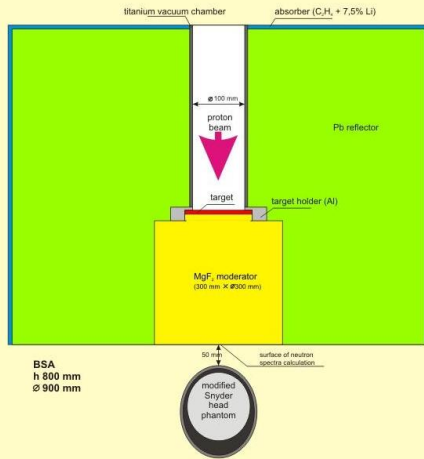 titanium vacuum chamber
absorber (C₂H₄ + 7,5% Li)
ø 100 mm
proton
beam
Pb reflector
target
target holder (Al)
MgF₂ moderator
(300 mm × Ø300 mm)
50 mm
surface of neutron
spectra calculation
BSA
h 800 mm
Ø 900 mm
modified
Snyder
head
phantom